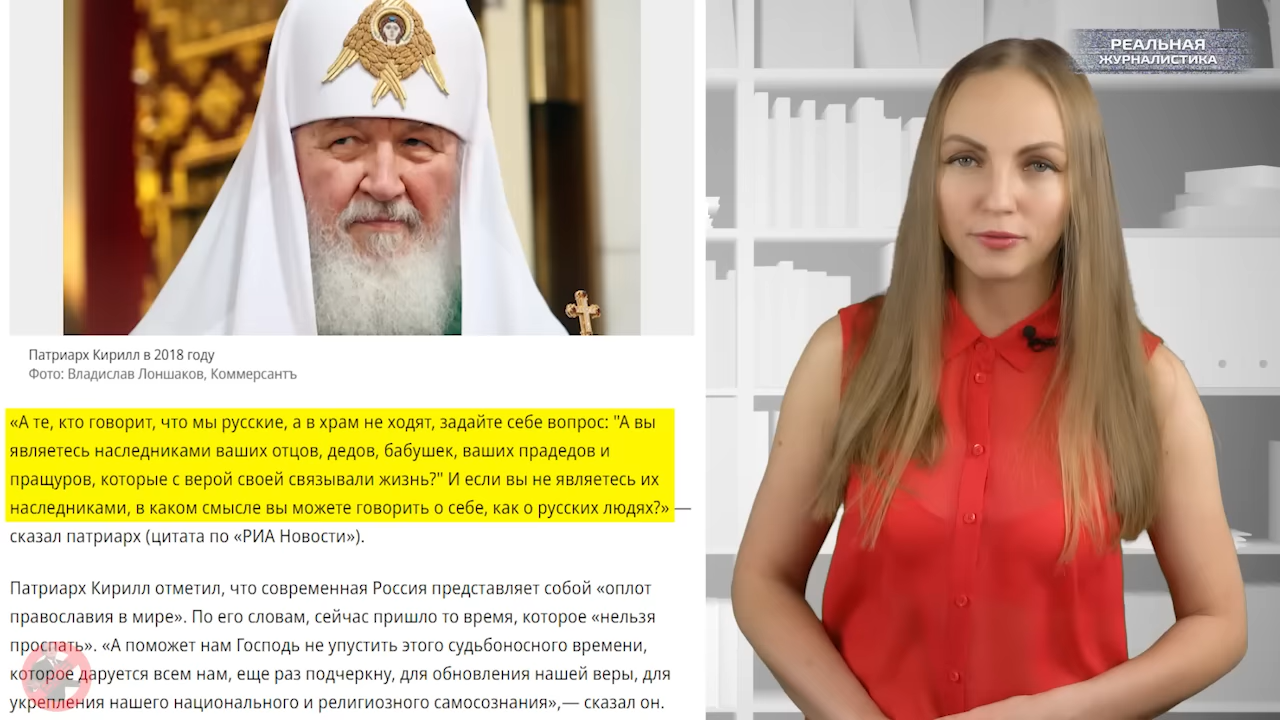 РЕАЛЬНАЯ
ЖУРНАЛИСТИКА
Патриарх Кирилл в 2018 году
Фото: Владислав Лоншаков, Коммерсантъ
«А те, кто говорит, что мы русские, а в храм не ходят, задайте себе вопрос: "А вы
являетесь наследниками ваших отцов, дедов, бабушек, ваших прадедов и
пращуров, которые с верой своей связывали жизнь?" И если вы не являетесь их
наследниками, в каком смысле вы можете говорить о себе, как о русских людях?» —
сказал патриарх (цитата по «РИА Новости»).
Патриарх Кирилл отметил, что современная Россия представляет собой «оплот
православия в мире». По его словам, сейчас пришло то время, которое «нельзя
проспать». «А поможет нам Господь не упустить этого судьбоносного времени,
которое даруется всем нам, еще раз подчеркну, для обновления нашей веры, для
укрепления нашего национального и религиозного самосознания»,— сказал он.